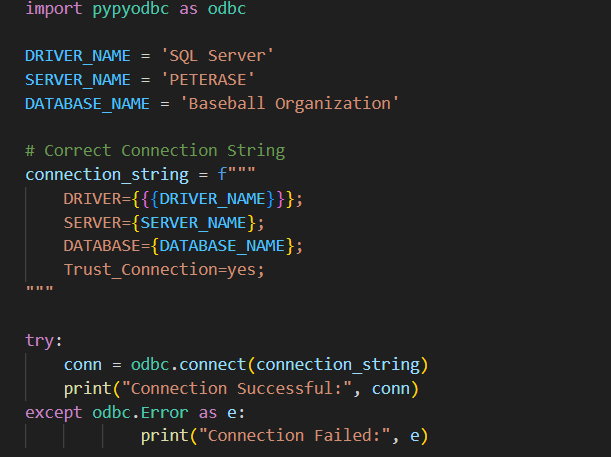 import pypyodbc as odbc
DRIVER_NAME = 'SQL Server'
SERVER_NAME = 'PETERASE'
DATABASE_NAME = 'Baseball Organization'
# Correct Connection String
connection_string = f"""
DRIVER={{{DRIVER_NAME}}};
SERVER={SERVER_NAME};
DATABASE={DATABASE_NAME};
Trust_Connection=yes;
"""
try:
conn = odbc.connect(connection_string)
print("Connection Successful:", conn)
except odbc.Error as e:
print("Connection Failed:", e)